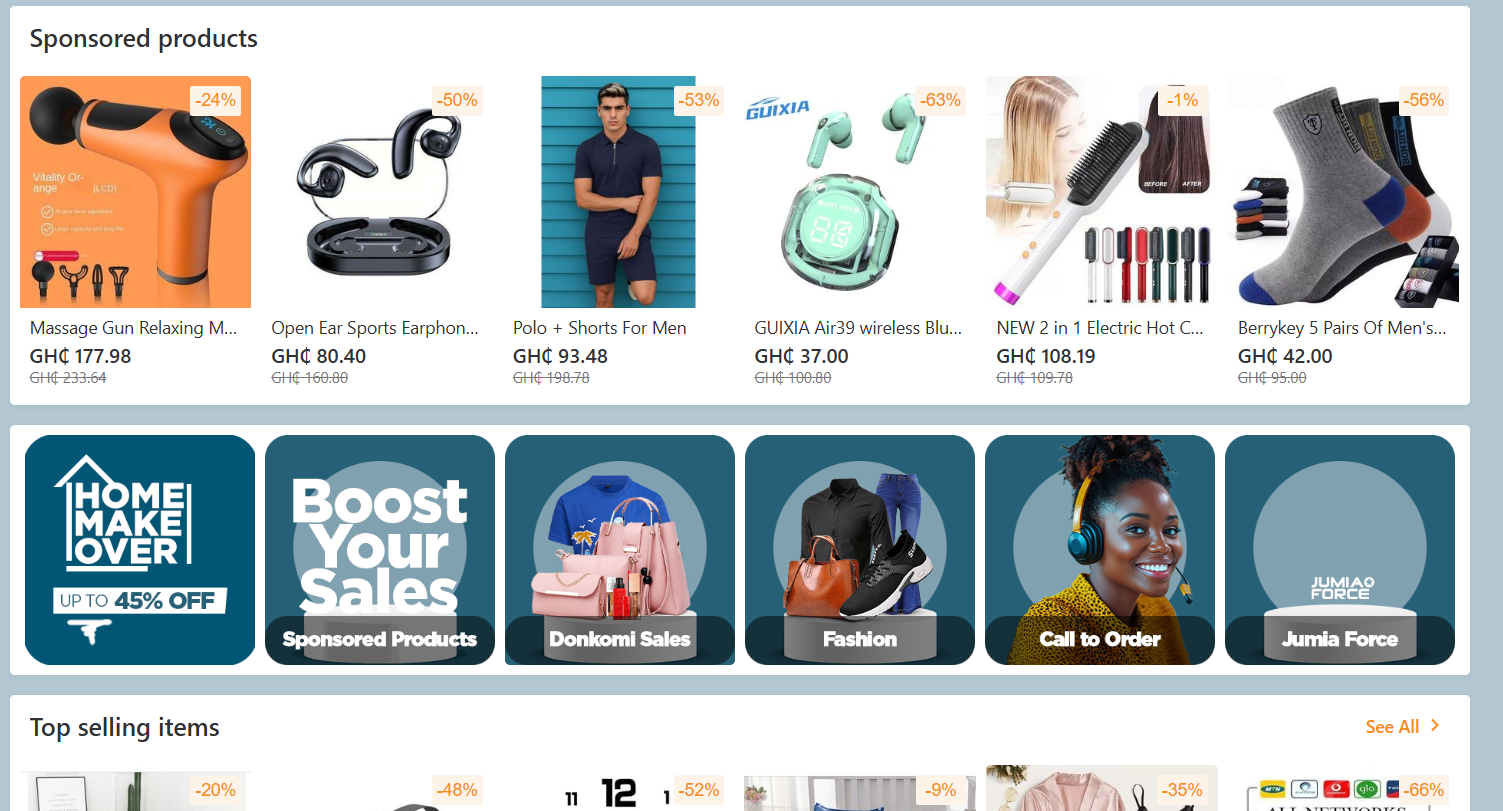 Sponsored products
-24%
-50%
-53%
-63%
-1%
-56%
Vitality Or-
ange (LCD)
GUIXIA
BEFORE AFTER
Massage Gun Relaxing M...
GH₵ 177.98
GH₵ 233.64
Open Ear Sports Earphon...
GH₵ 80.40
GH₵ 160.80
Polo + Shorts For Men
GH₵ 93.48
GH₵ 198.78
GUIXIA Air39 wireless Blu...
GH₵ 37.00
GH₵ 100.80
NEW 2 in 1 Electric Hot C...
GH₵ 108.19
GH₵ 109.78
Berrykey 5 Pairs Of Men's...
GH₵ 42.00
GH₵ 95.00
HOME
MAKE
OVER
UP TO 45% OFF
Boost
Your
Sales
Sponsored Products
Donkomi Sales
Fashion
Call to Order
JUMIA
FORCE
Jumia Force
Top selling items
See All
-20%
-48%
11 12 1
-52%
-9%
-35%
MTN
glo
-66%
ALL NETWORKS